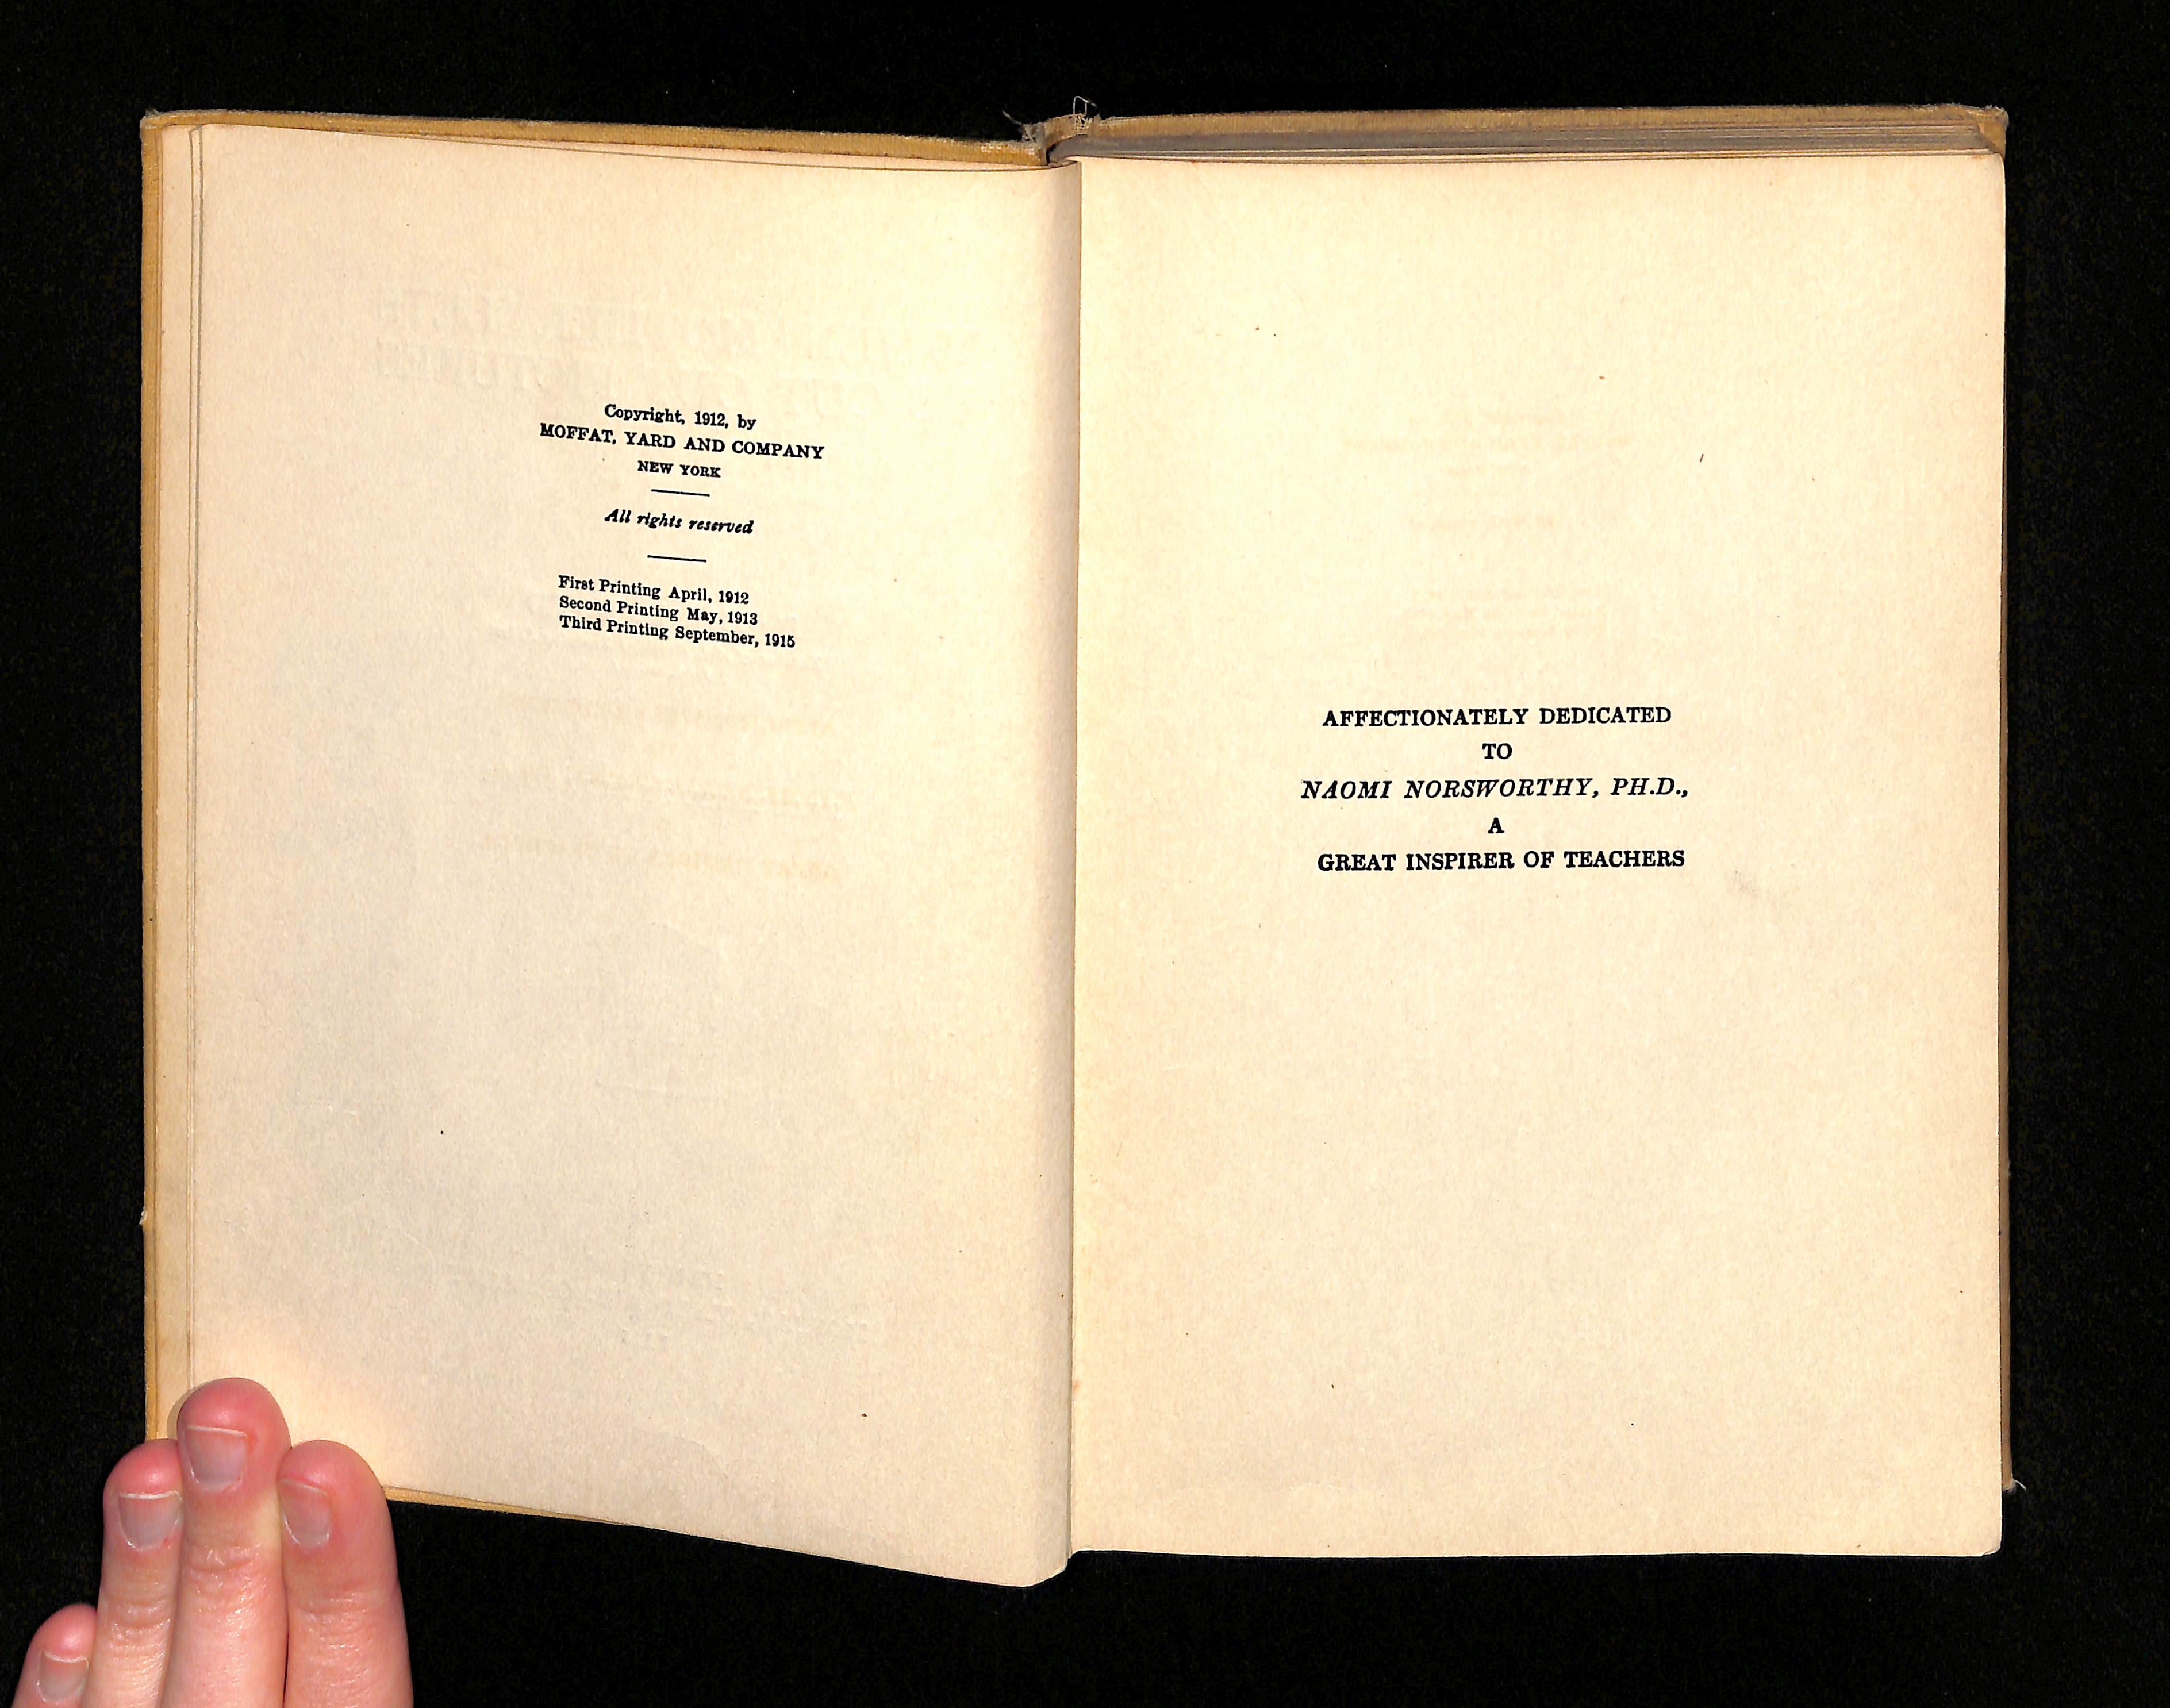 Copyright, 1912, by
MOFFAT, YARD AND COMPANY
NEW YORK
All rights reserved
First Printing April, 1912
Second Printing May, 1913
Third Printing September, 1915
AFFECTIONATELY DEDICATED
TO
NAOMI NORSWORTHY, PH.D.,
A
GREAT INSPIRER OF TEACHERS